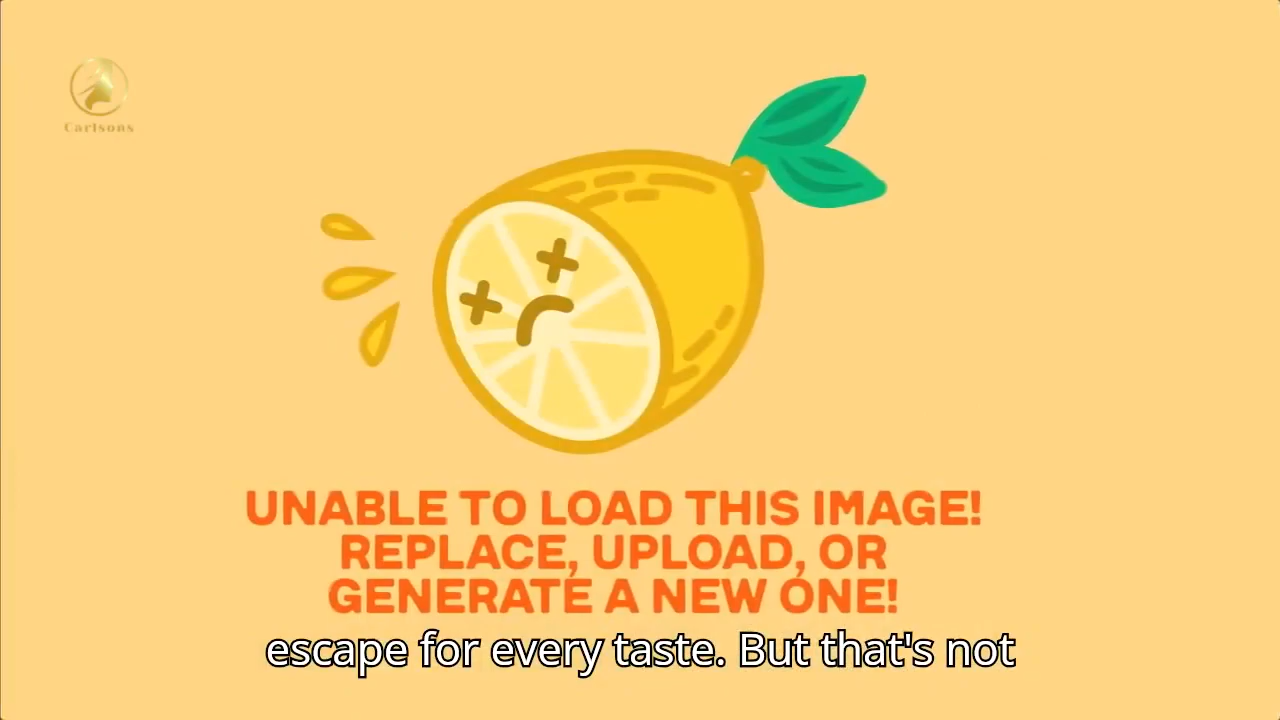 Carlsons
UNABLE TO LOAD THIS IMAGE!
REPLACE, UPLOAD, OR
GENERATE A NEW ONE!
escape for every taste. But that's not